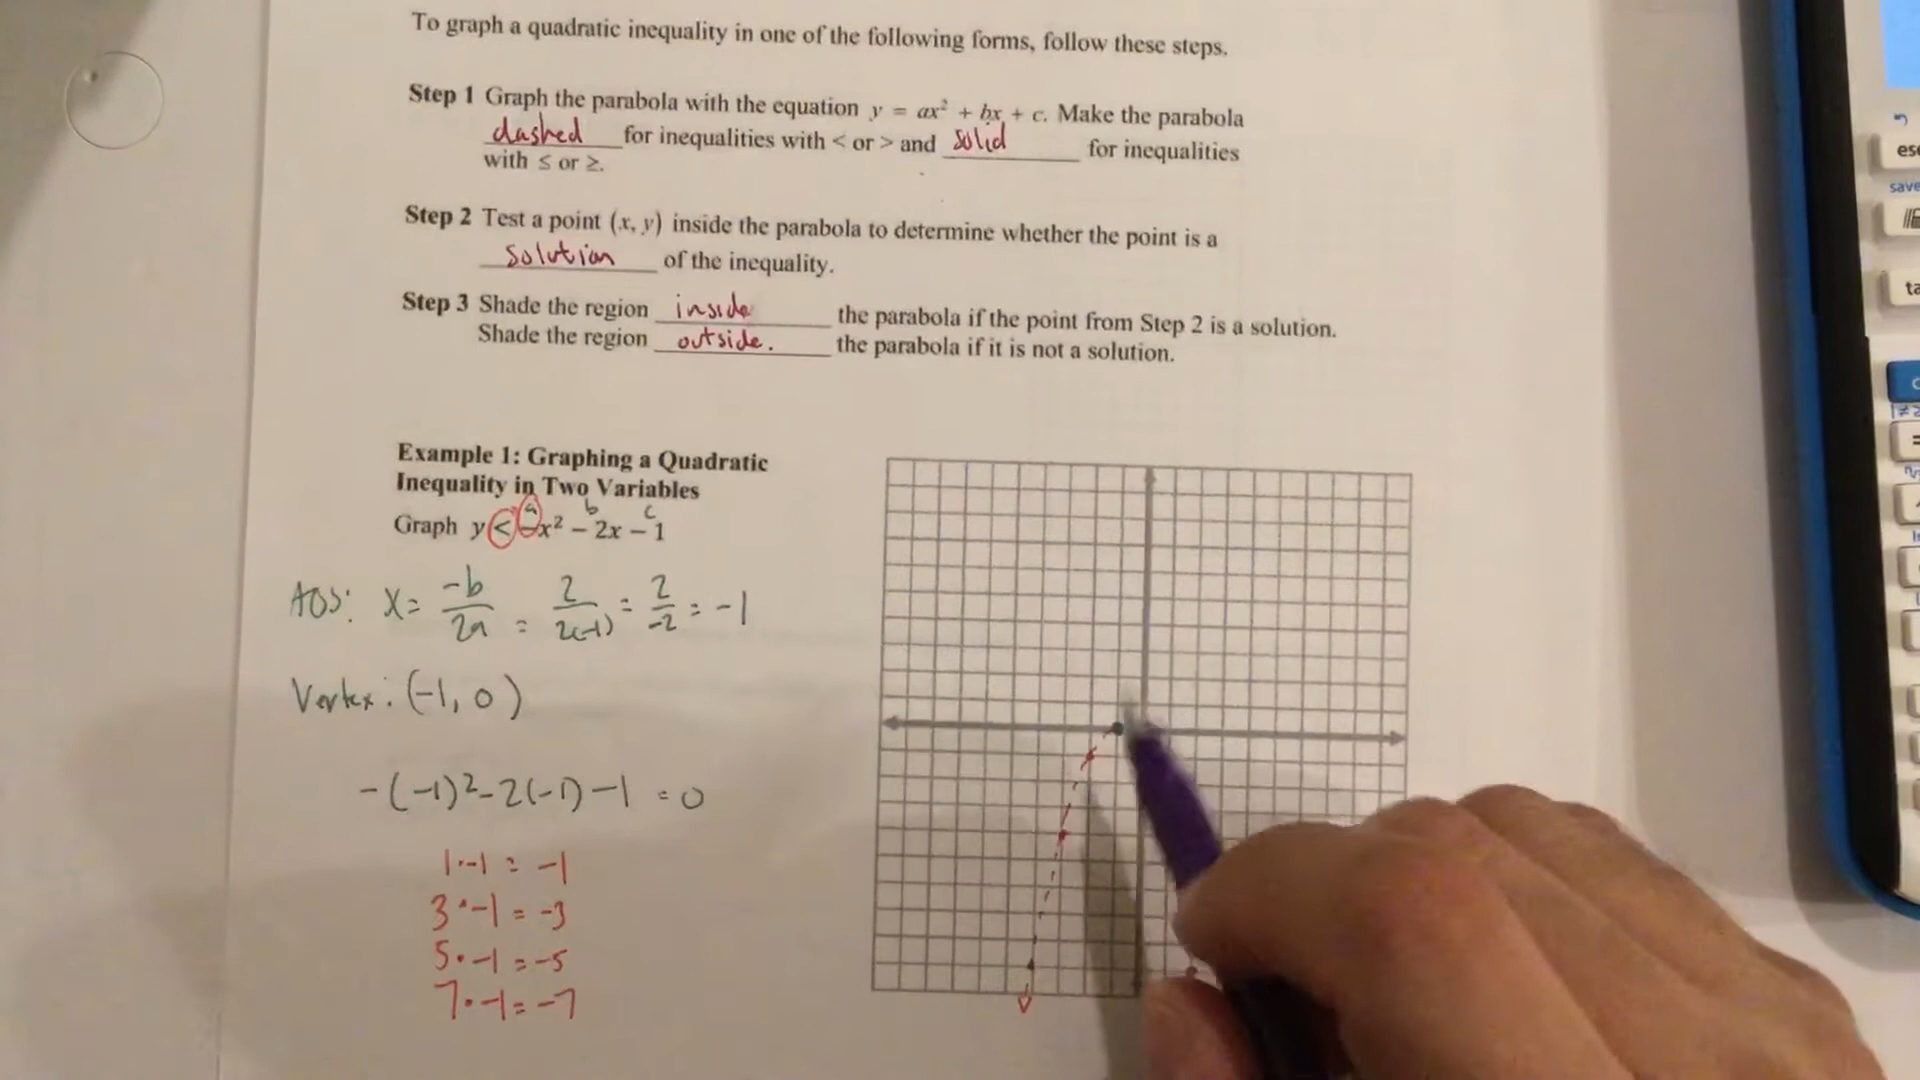 To graph a quadratic inequality in one of the following forms, follow these steps.
Step 1 Graph the parabola with the equation y = ax² + bx + c. Make the parabola
dashed for inequalities with < or > and solid for inequalities
with ≤ or ≥.
Step 2 Test a point (x, y) inside the parabola to determine whether the point is a
solution of the inequality.
Step 3 Shade the region inside the parabola if the point from Step 2 is a solution.
Shade the region outside. the parabola if it is not a solution.
Example 1: Graphing a Quadratic
Inequality in Two Variables
a b c
Graph y < -x² - 2x - 1
AOS: X = -b/2a = 2/2(-1) = 2/-2 = -1
Vertex: (-1, 0)
-(-1)² - 2(-1) - 1 = 0
1·-1 = -1
3·-1 = -3
5·-1 = -5
7·-1 = -7
esc
save